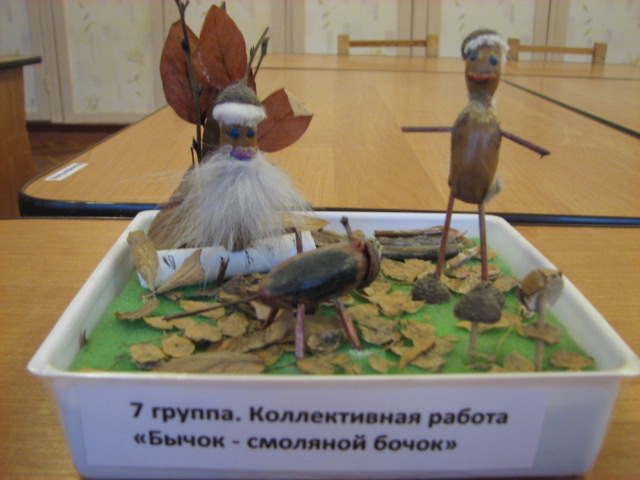 7 группа. Коллективная работа
«Бычок - смоляной бочок»